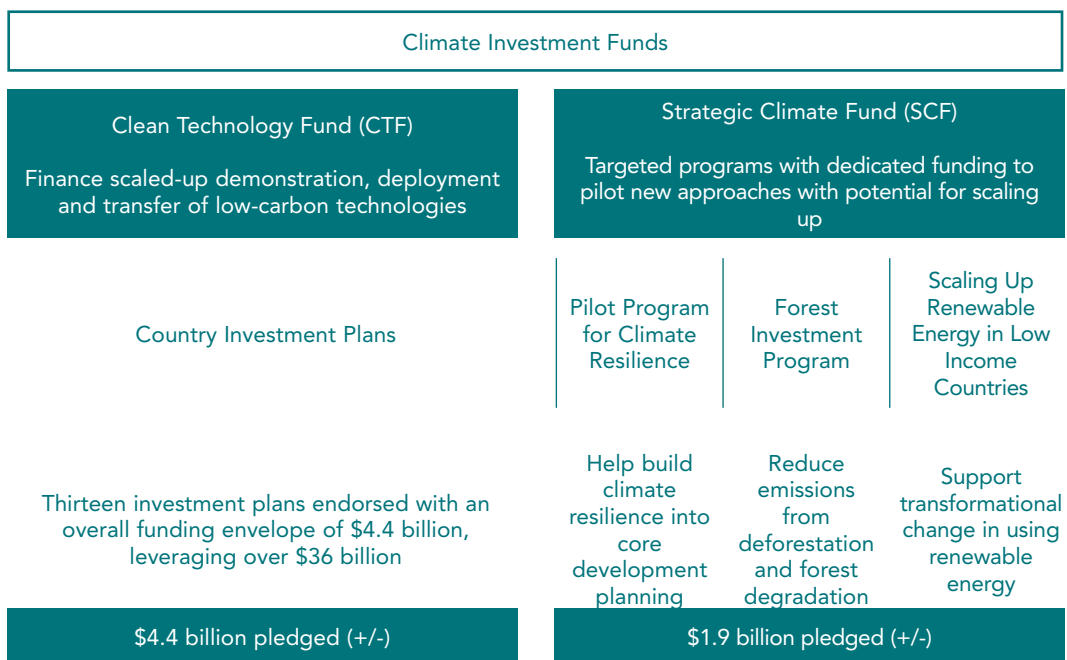 Climate Investment Funds
Clean Technology Fund (CTF)
Finance scaled-up demonstration, deployment
and transfer of low-carbon technologies
Strategic Climate Fund (SCF)
Targeted programs with dedicated funding to
pilot new approaches with potential for scaling
up
Country Investment Plans
Pilot Program
for Climate
Resilience
Forest
Investment
Program
Scaling Up
Renewable
Energy in Low
Income
Countries
Thirteen investment plans endorsed with an
overall funding envelope of $4.4 billion,
leveraging over $36 billion
Help build
climate
resilience into
core
development
planning
Reduce
emissions
from
deforestation
and forest
degradation
Support
transformational
change in using
renewable
energy
$4.4 billion pledged (+/-)
$1.9 billion pledged (+/-)